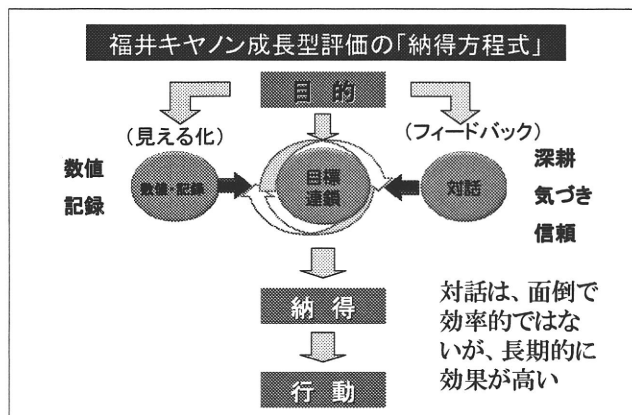 福井キヤノン成長型評価の「納得方程式」
目 的
(見える化)
(フィードバック)
数値
記録
数値・記録
目標
連鎖
対話
深耕
気づき
信頼
納 得
行 動
対話は、面倒で
効率的ではな
いが、長期的に
効果が高い